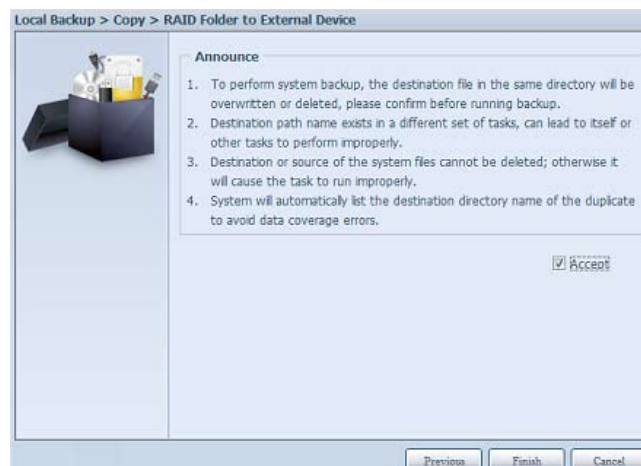 Local Backup > Copy > RAID Folder to External Device
Announce
1. To perform system backup, the destination file in the same directory will be
overwritten or deleted, please confirm before running backup.
2. Destination path name exists in a different set of tasks, can lead to itself or
other tasks to perform improperly.
3. Destination or source of the system files cannot be deleted; otherwise it
will cause the task to run improperly.
4. System will automatically list the destination directory name of the duplicate
to avoid data coverage errors.
Accept
Previous Finish Cancel